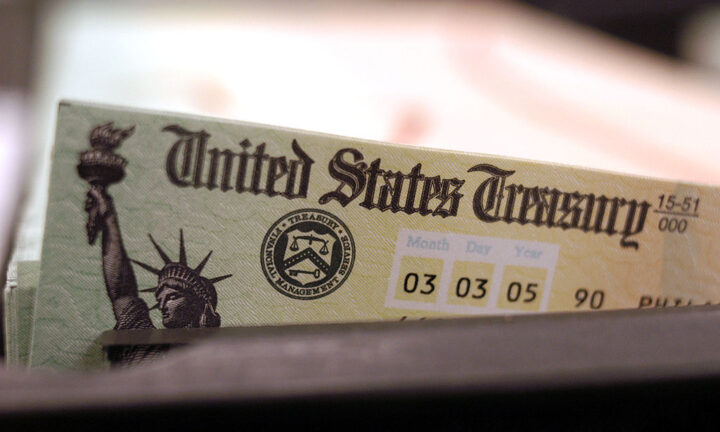 United States Treasury
15-51
000
TREASURY
FINANCIAL
MANAGEMENT
SERVICE
Month Day Year
03 03 05 90